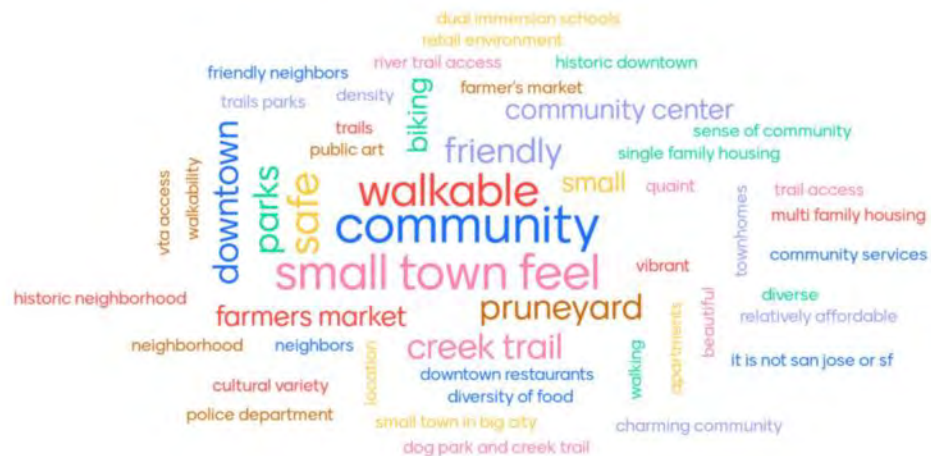 dual immersion schools
retail environment
river trail access
historic downtown
friendly neighbors
farmer's market
trails parks
density
biking
community center
trails
sense of community
public art
friendly
single family housing
downtown
parks
safe
walkable
small
quaint
trail access
vta access
walkability
townhomes
multi family housing
community
small town feel
vibrant
community services
historic neighborhood
farmers market
pruneyard
beautiful
diverse
relatively affordable
neighborhood
neighbors
location
creek trail
walking
apartments
it is not san jose or sf
downtown restaurants
cultural variety
diversity of food
police department
small town in big city
charming community
dog park and creek trail